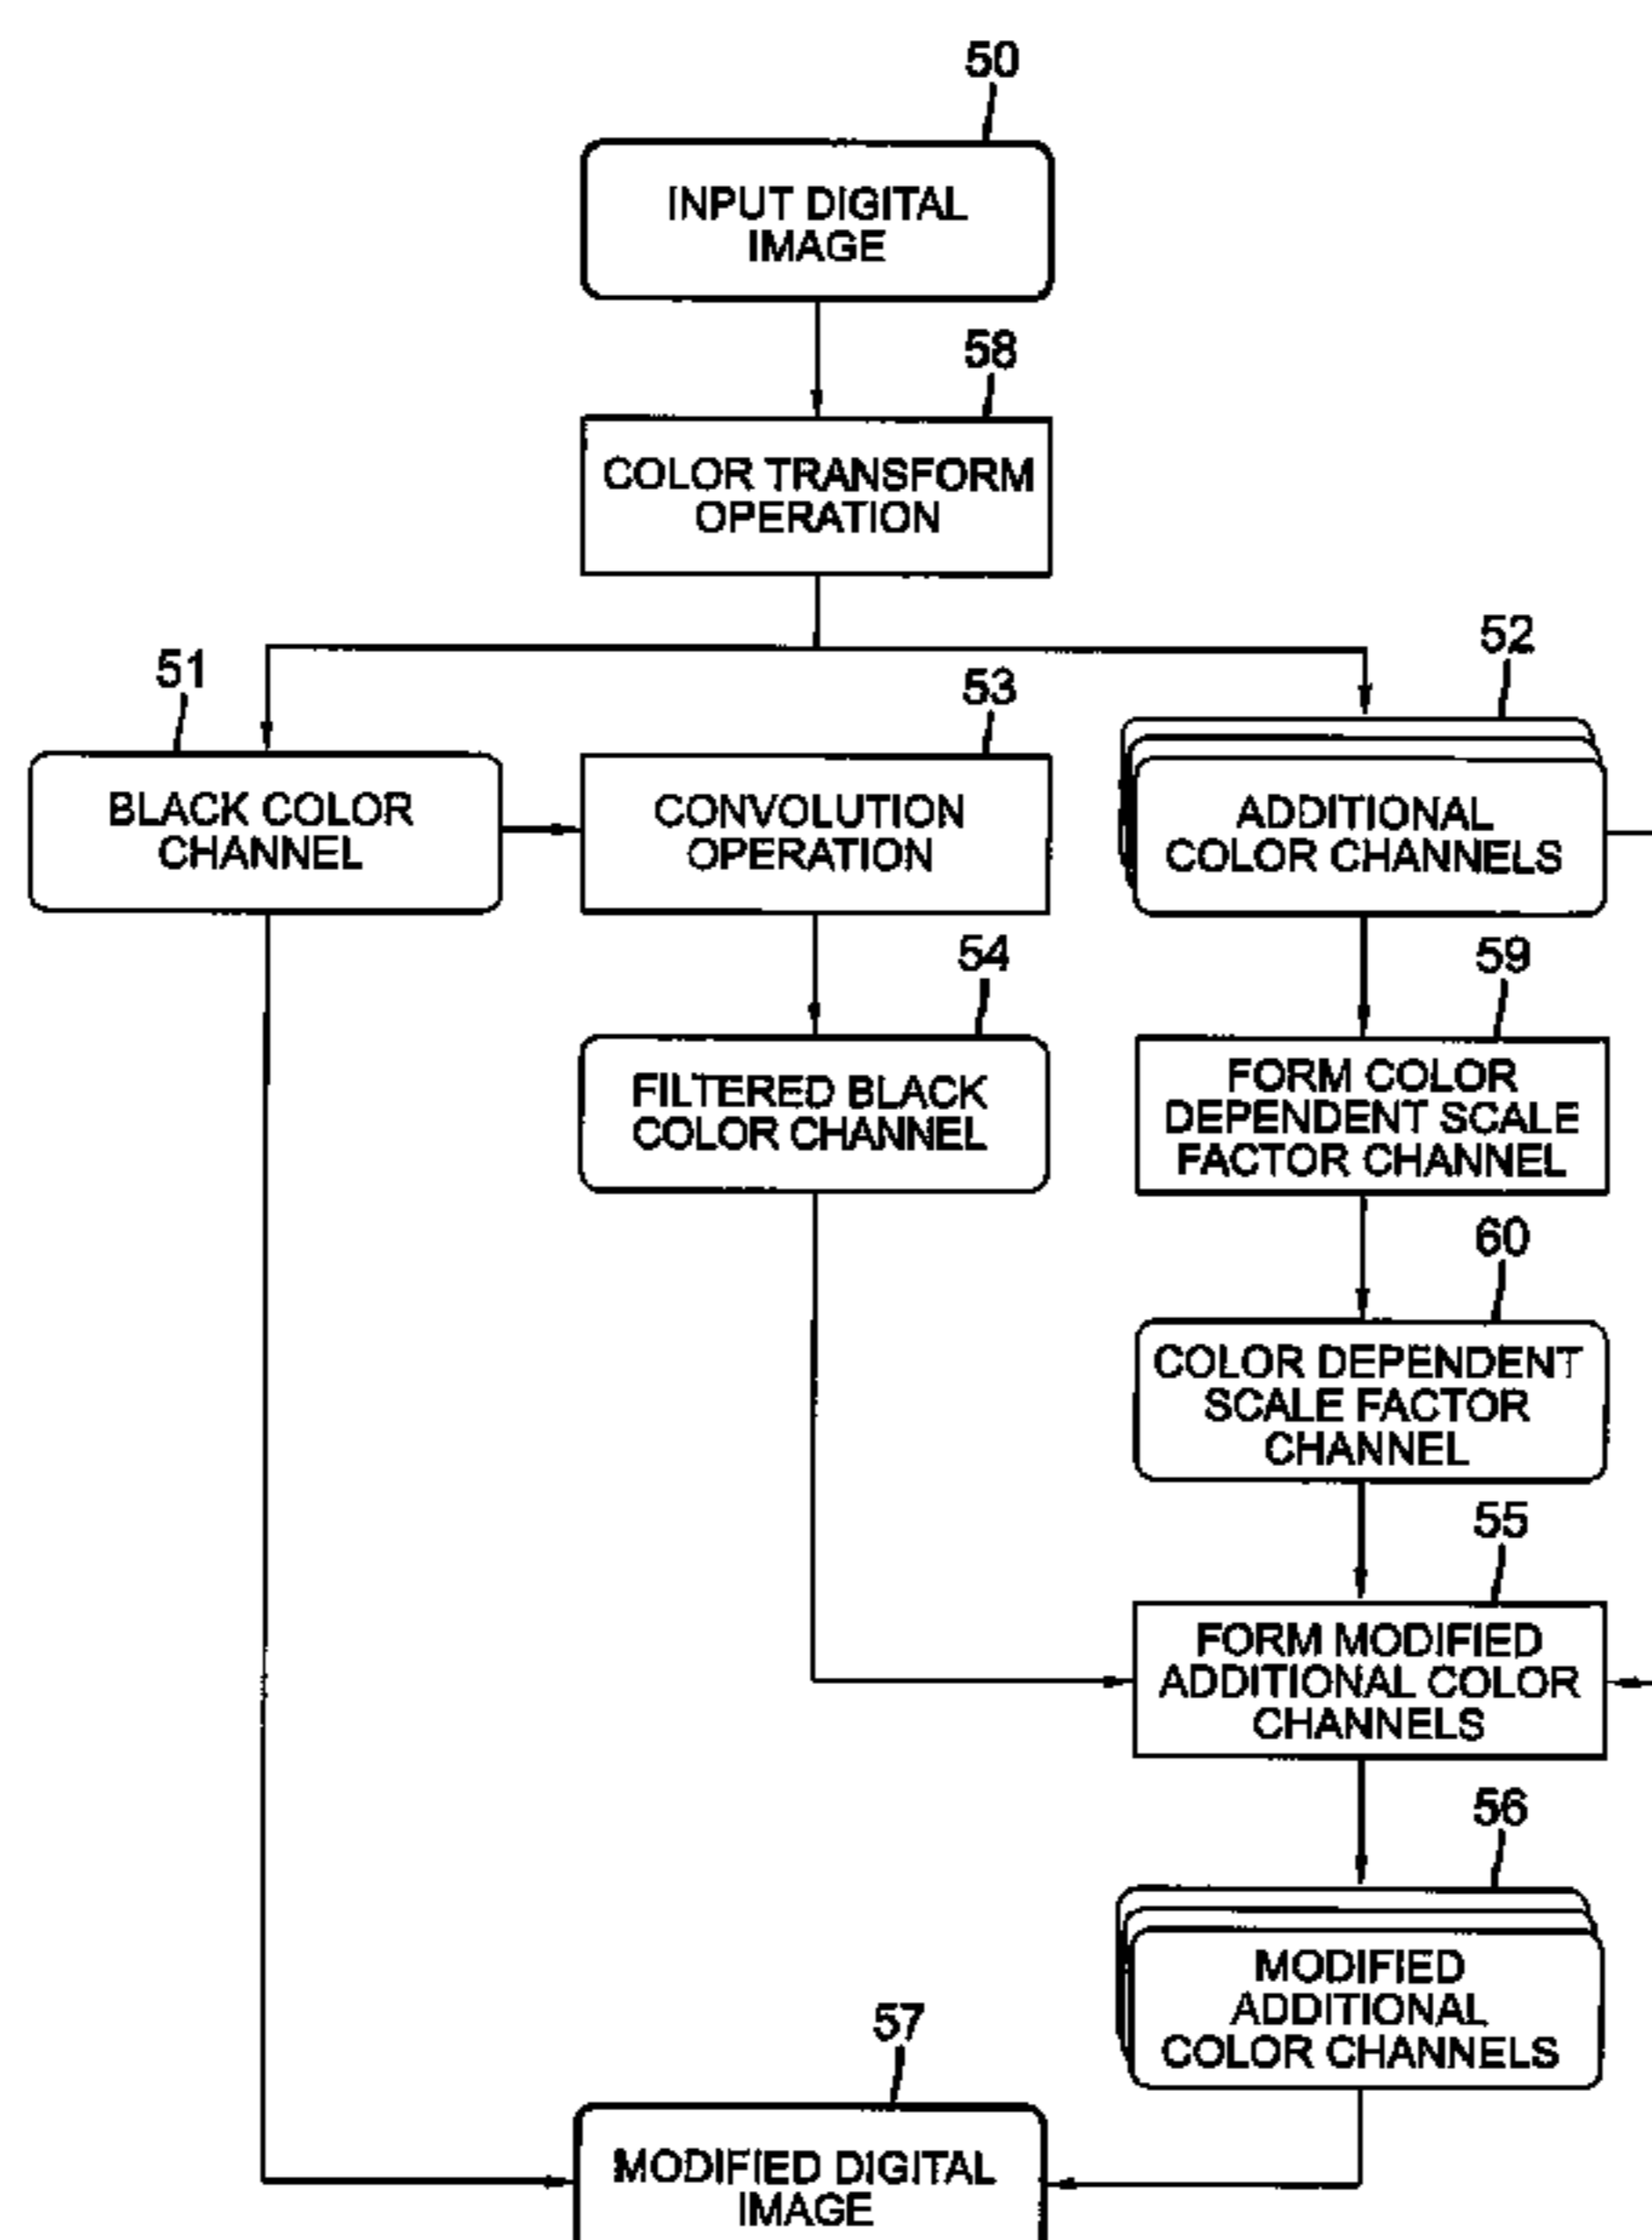 50
INPUT DIGITAL
IMAGE
58
COLOR TRANSFORM
OPERATION
51
BLACK COLOR
CHANNEL
53
CONVOLUTION
OPERATION
52
ADDITIONAL
COLOR CHANNELS
54
FILTERED BLACK
COLOR CHANNEL
59
FORM COLOR
DEPENDENT SCALE
FACTOR CHANNEL
60
COLOR DEPENDENT
SCALE FACTOR
CHANNEL
55
FORM MODIFIED
ADDITIONAL COLOR
CHANNELS
56
MODIFIED
ADDITIONAL
COLOR CHANNELS
57
MODIFIED DIGITAL
IMAGE